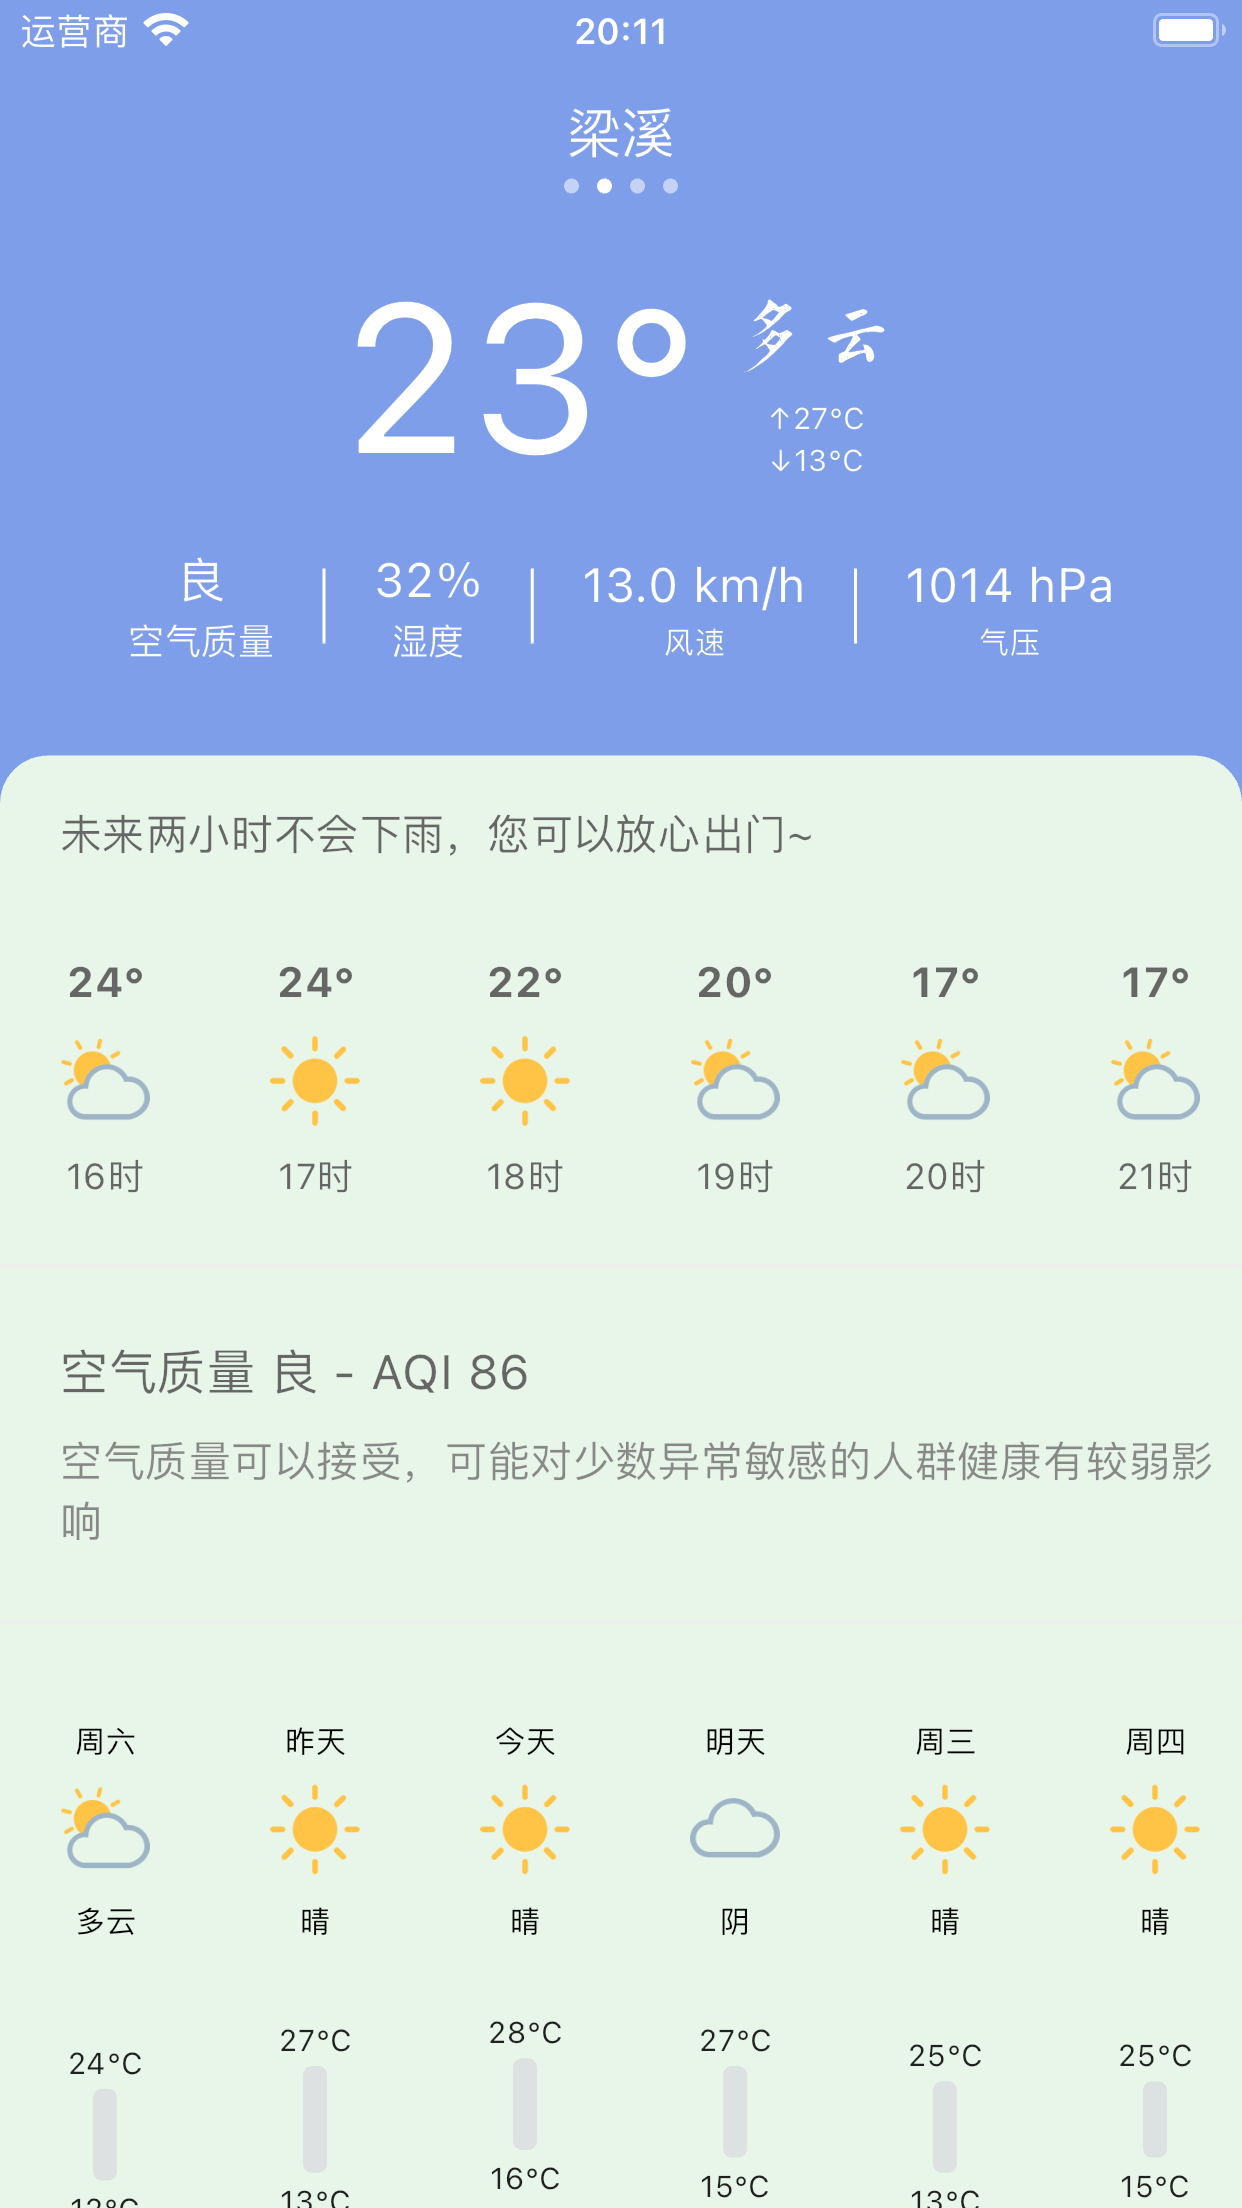 运营商 20:11
梁溪
23° 多云
↑27°C
↓13°C
良 32% 13.0 km/h 1014 hPa
空气质量 湿度 风速 气压
未来两小时不会下雨，您可以放心出门~
24° 24° 22° 20° 17° 17°
16时 17时 18时 19时 20时 21时
空气质量 良 - AQI 86
空气质量可以接受，可能对少数异常敏感的人群健康有较弱影
响
周六 昨天 今天 明天 周三 周四
多云 晴 晴 阴 晴 晴
24°C 27°C 28°C 27°C 25°C 25°C
12°C 13°C 16°C 15°C 13°C 15°C